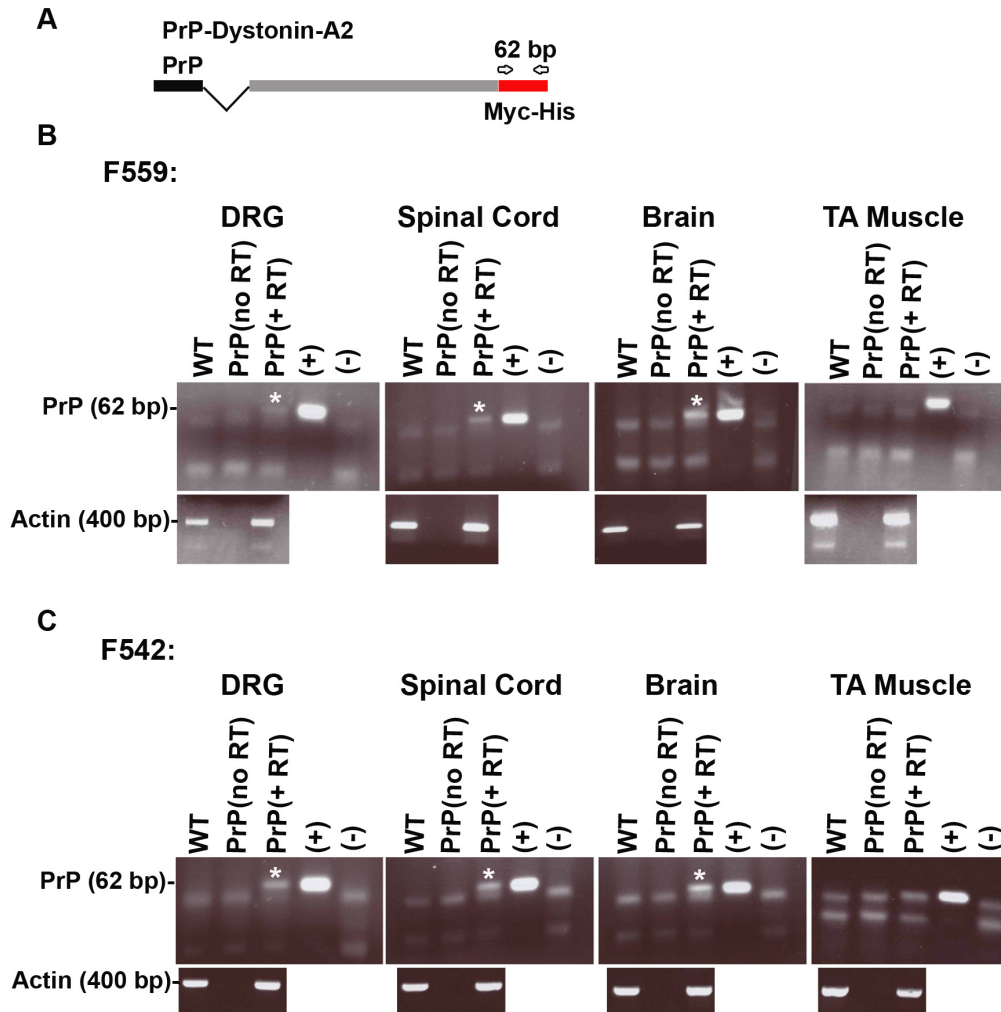 A
PrP-Dystonin-A2
PrP
62 bp
Myc-His
B
F559:
DRG Spinal Cord Brain TA Muscle
WT PrP(no RT) PrP(+ RT) (+) (-) WT PrP(no RT) PrP(+ RT) (+) (-) WT PrP(no RT) PrP(+ RT) (+) (-) WT PrP(no RT) PrP(+ RT) (+) (-)
PrP (62 bp)- * * *
Actin (400 bp)-
C
F542:
DRG Spinal Cord Brain TA Muscle
WT PrP(no RT) PrP(+ RT) (+) (-) WT PrP(no RT) PrP(+ RT) (+) (-) WT PrP(no RT) PrP(+ RT) (+) (-) WT PrP(no RT) PrP(+ RT) (+) (-)
PrP (62 bp)- * * *
Actin (400 bp)-